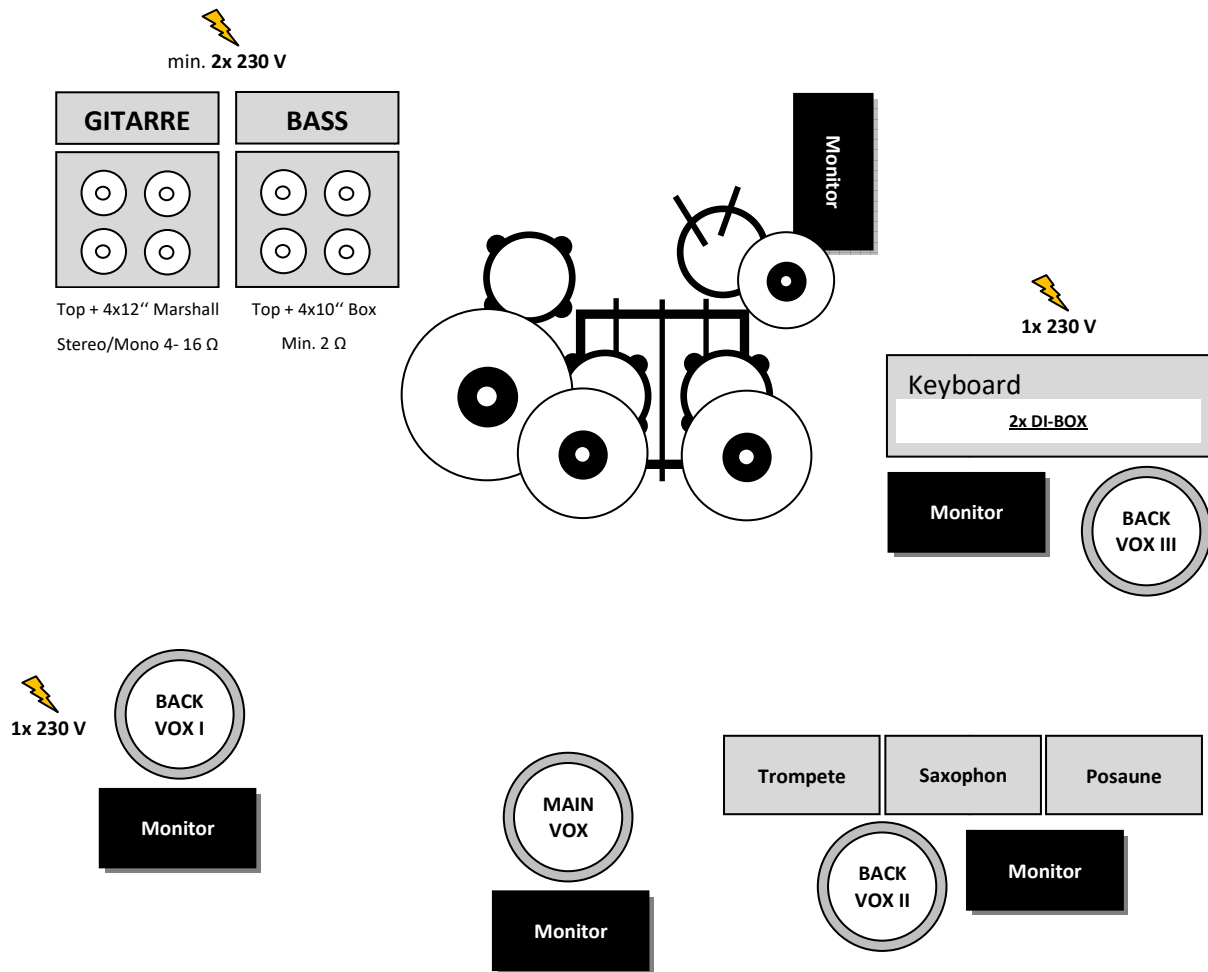 min. 2x 230 V
GITARRE
BASS
Top + 4x12“ Marshall
Stereo/Mono 4- 16 Ω
Top + 4x10“ Box
Min. 2 Ω
Monitor
1x 230 V
Keyboard
2x DI-BOX
Monitor
BACK
VOX III
1x 230 V
BACK
VOX I
Monitor
MAIN
VOX
Monitor
Trompete
Saxophon
Posaune
BACK
VOX II
Monitor